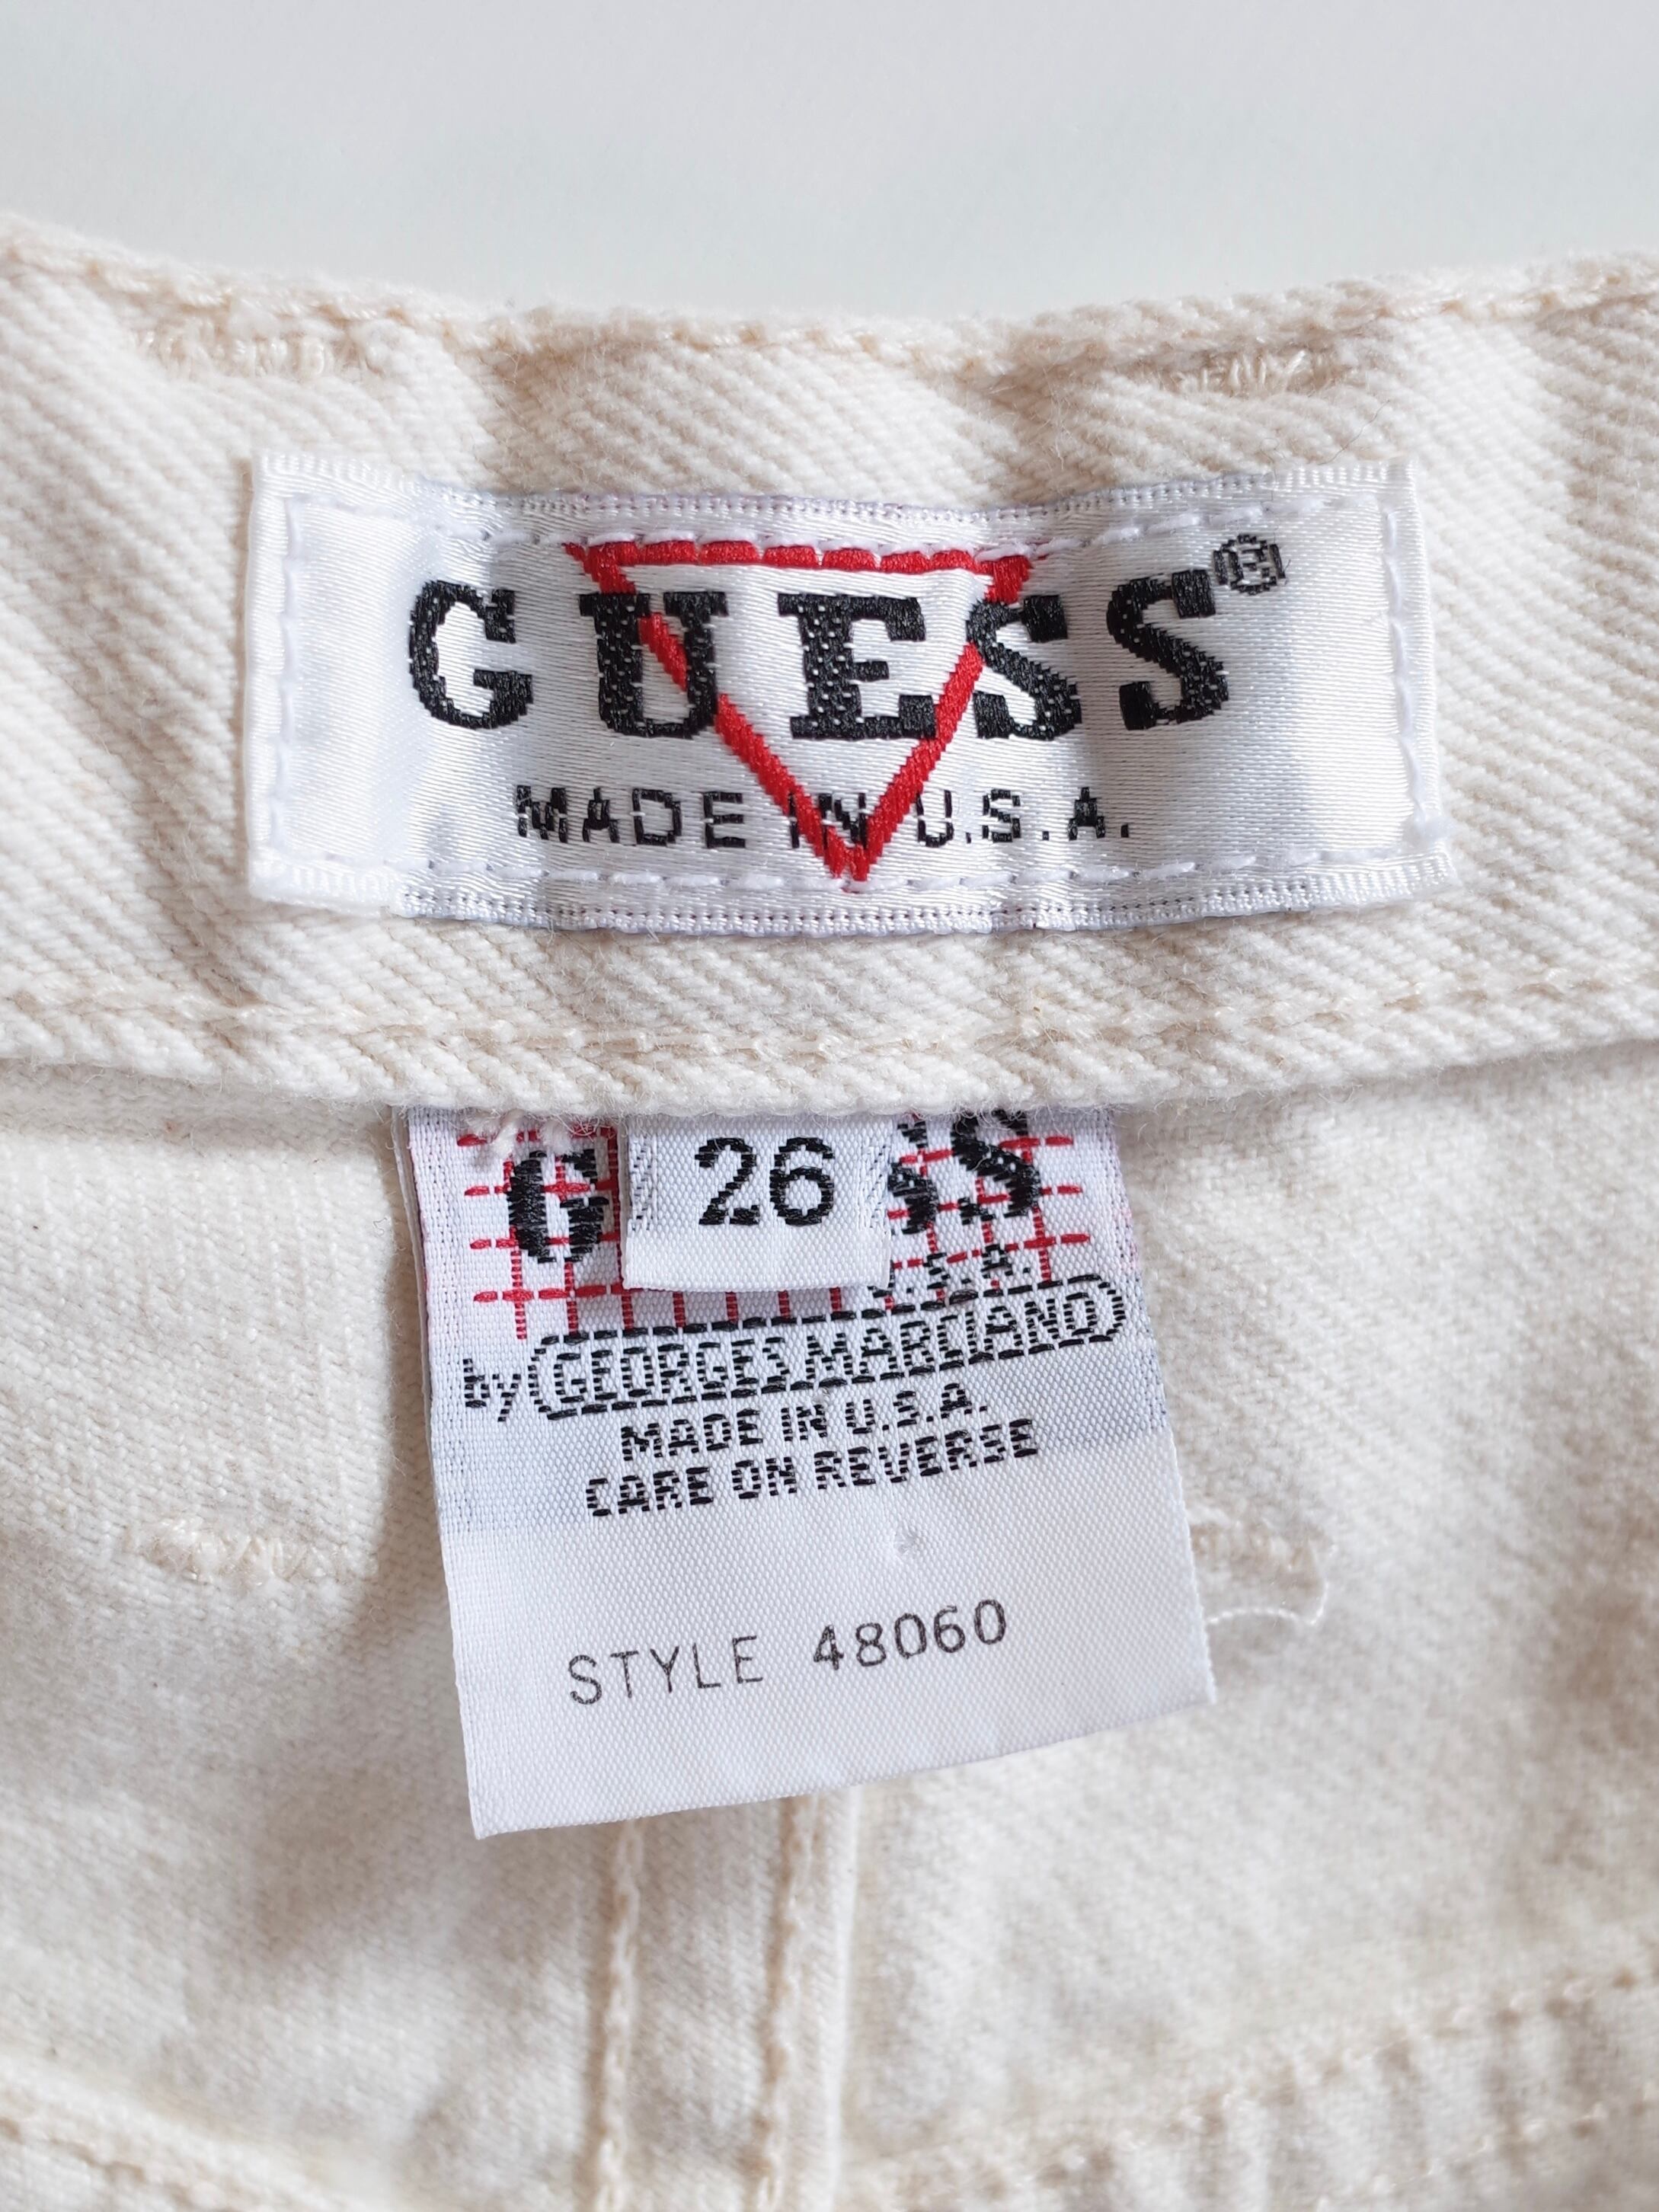 GUESS®
MADE IN U.S.A.
26
by GEORGES MARCIANO
MADE IN U.S.A.
CARE ON REVERSE
STYLE 48060